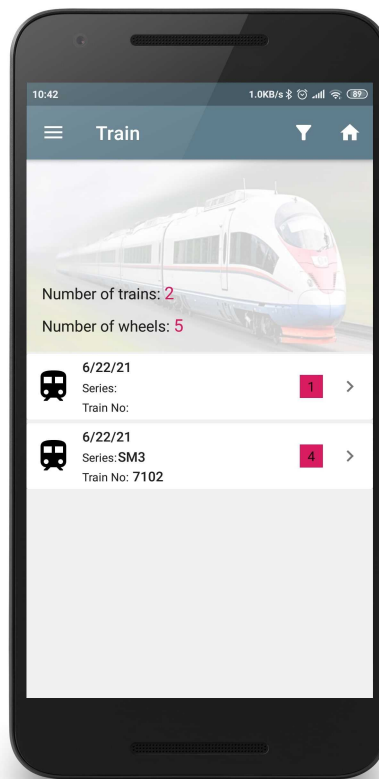 10:42 1.0KB/s 89
Train
Number of trains: 2
Number of wheels: 5
6/22/21
Series:
Train No:
1
6/22/21
Series:SM3
Train No: 7102
4